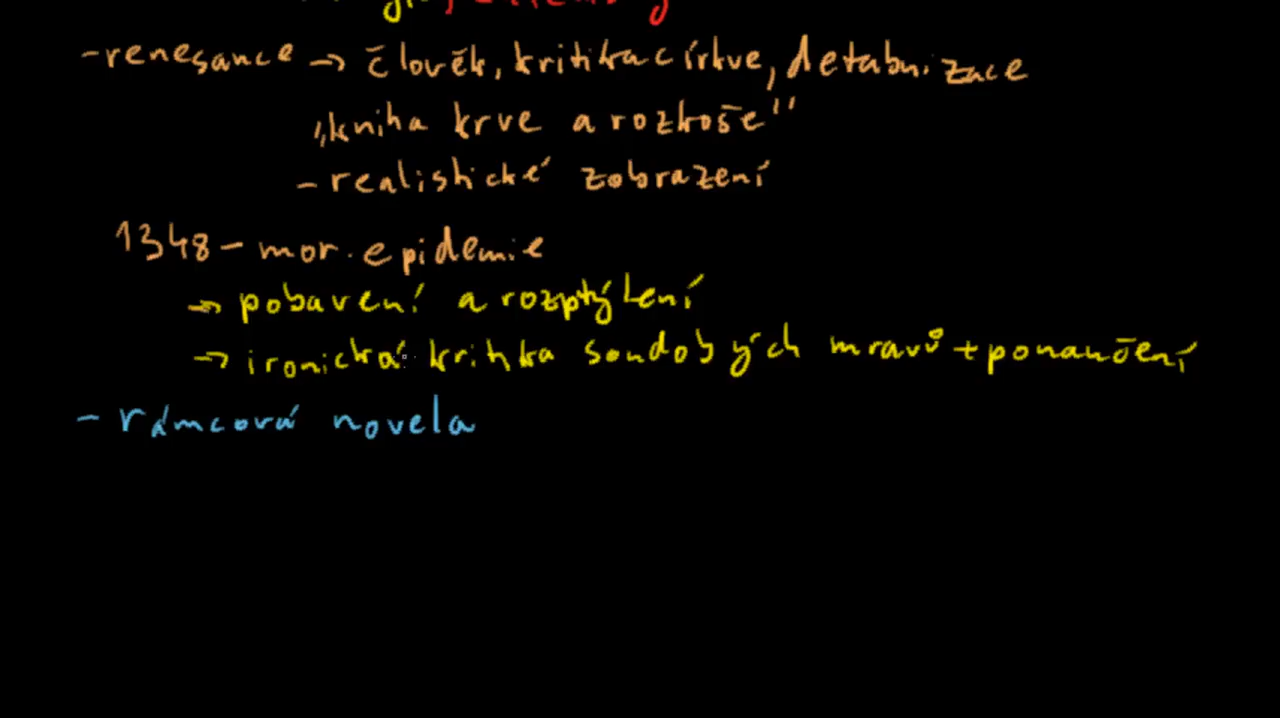 - renesance → člověk, kritika církve, detabuizace
„kniha krve a rozkoše"
- realistické zobrazení
1348 - mor. epidemie
→ pobavení a rozptýlení
→ ironická kritika soudobých mravů + ponaučení
- rámcová novela